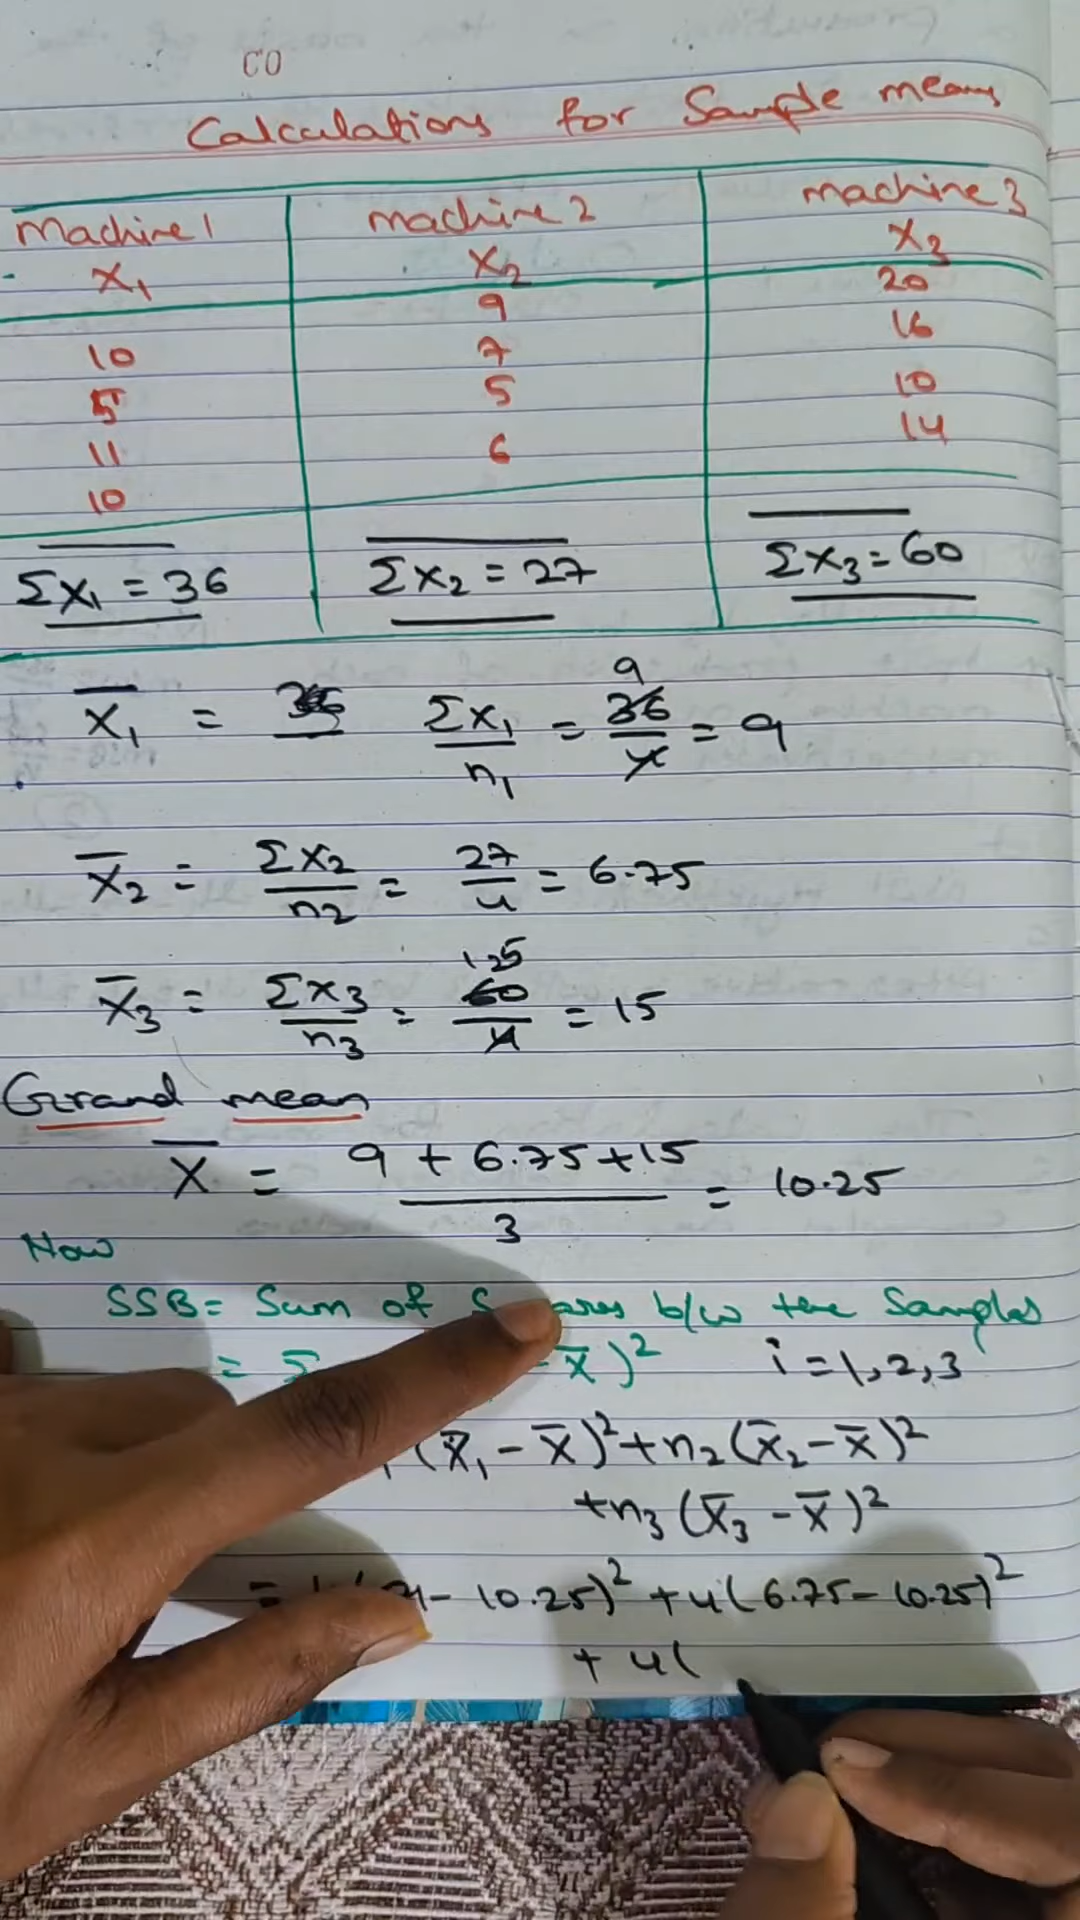 CO
Calculations for Sample means
Machine 1 machine 2 machine 3
X₁ X₂ X₃
10 9 20
5 7 16
11 5 10
10 6 14
ΣX₁ = 36 ΣX₂ = 27 ΣX₃ = 60
X̄₁ = ΣX₁/n₁ = 36/4 = 9
9
X̄₂ = ΣX₂/n₂ = 27/4 = 6.75
X̄₃ = ΣX₃/n₃ = 60/4 = 15
Grand mean
X̄ = (9 + 6.75 + 15)/3 = 10.25
Now
SSB = Sum of b/w the Samples
= Σ X̄)² i = 1, 2, 3
(X̄₁ - X̄)² + n₂ (X̄₂ - X̄)²
+ n₃ (X̄₃ - X̄)²
= - 10.25)² + 4( 6.75 - 10.25)²
+ 4(